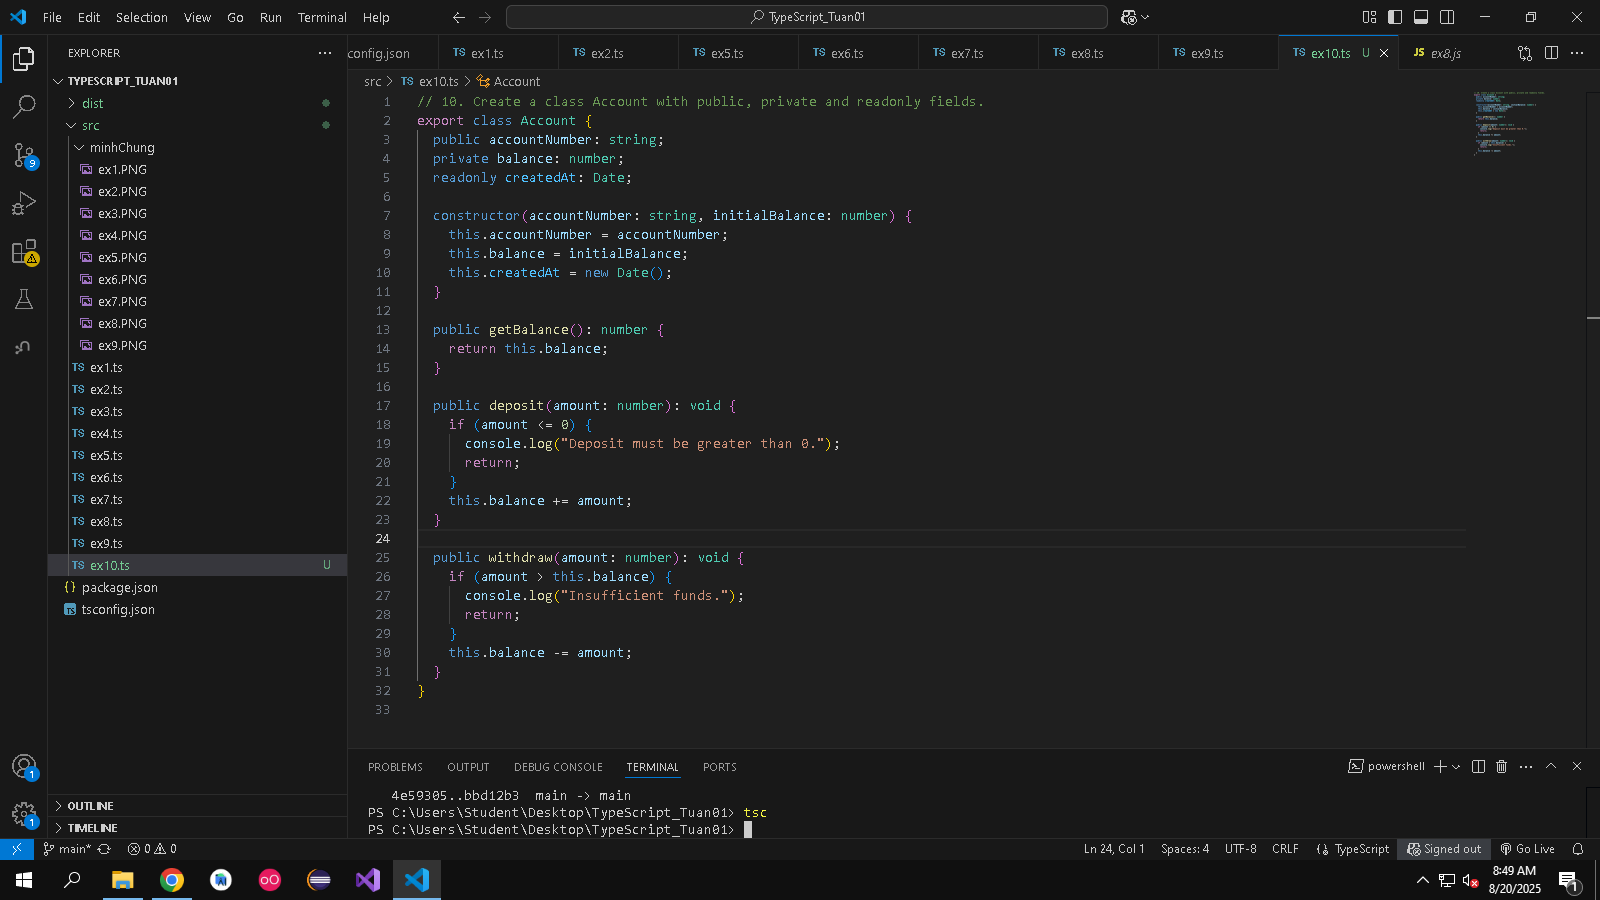 File Edit Selection View Go Run Terminal Help
TypeScript_Tuan01
EXPLORER
TYPESCRIPT_TUAN01
dist
src
minhChung
ex1.PNG
ex2.PNG
ex3.PNG
ex4.PNG
ex5.PNG
ex6.PNG
ex7.PNG
ex8.PNG
ex9.PNG
TS ex1.ts
TS ex2.ts
TS ex3.ts
TS ex4.ts
TS ex5.ts
TS ex6.ts
TS ex7.ts
TS ex8.ts
TS ex9.ts
TS ex10.ts U
{} package.json
TS tsconfig.json
OUTLINE
TIMELINE
9
1
1
config.json TS ex1.ts TS ex2.ts TS ex5.ts TS ex6.ts TS ex7.ts TS ex8.ts TS ex9.ts TS ex10.ts U JS ex8.js
src > TS ex10.ts > Account
1 // 10. Create a class Account with public, private and readonly fields.
2 export class Account {
3 public accountNumber: string;
4 private balance: number;
5 readonly createdAt: Date;
6
7 constructor(accountNumber: string, initialBalance: number) {
8 this.accountNumber = accountNumber;
9 this.balance = initialBalance;
10 this.createdAt = new Date();
11 }
12
13 public getBalance(): number {
14 return this.balance;
15 }
16
17 public deposit(amount: number): void {
18 if (amount <= 0) {
19 console.log("Deposit must be greater than 0.");
20 return;
21 }
22 this.balance += amount;
23 }
24
25 public withdraw(amount: number): void {
26 if (amount > this.balance) {
27 console.log("Insufficient funds.");
28 return;
29 }
30 this.balance -= amount;
31 }
32 }
33
PROBLEMS OUTPUT DEBUG CONSOLE TERMINAL PORTS
powershell
4e59305..bbd12b3 main -> main
PS C:\Users\Student\Desktop\TypeScript_Tuan01> tsc
PS C:\Users\Student\Desktop\TypeScript_Tuan01>
main* 0 0
Ln 24, Col 1 Spaces: 4 UTF-8 CRLF {} TypeScript Signed out Go Live
8:49 AM
8/20/2025
1